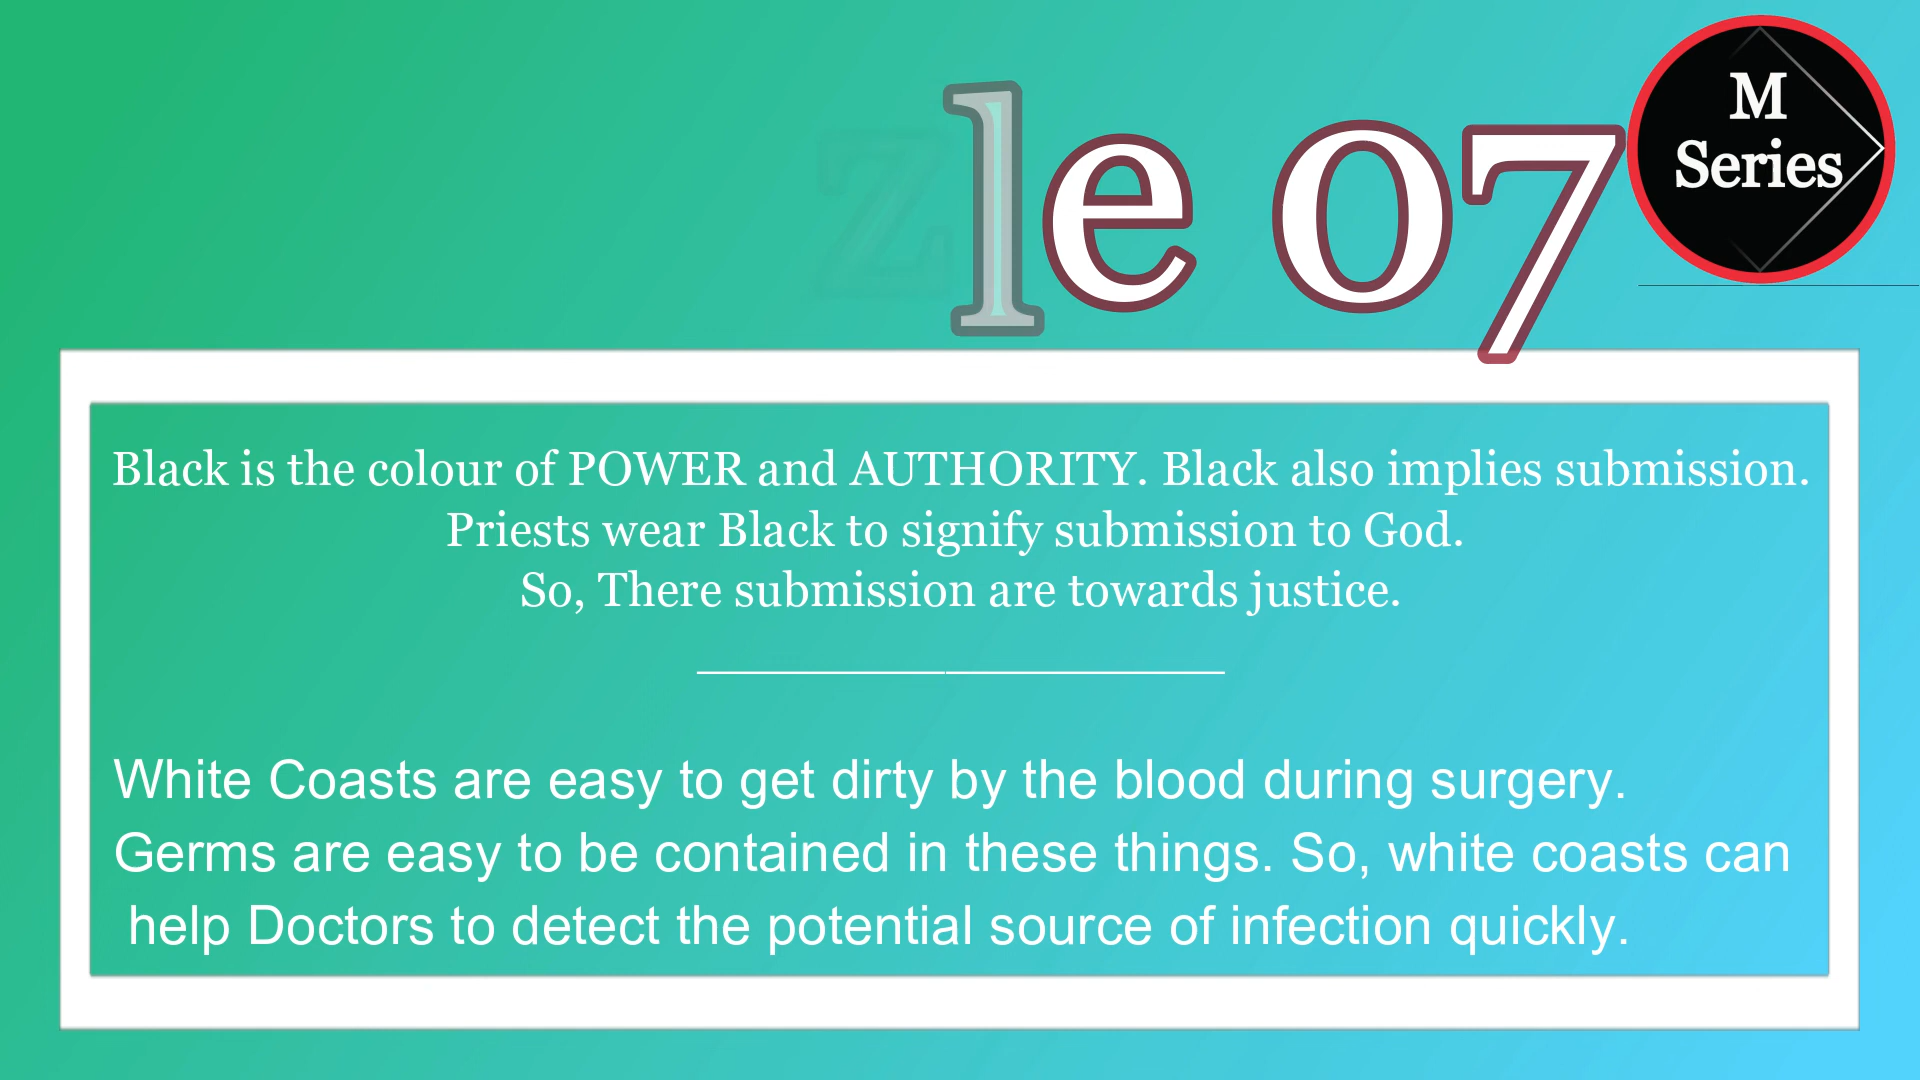 zle 07
M
Series
Black is the colour of POWER and AUTHORITY. Black also implies submission.
Priests wear Black to signify submission to God.
So, There submission are towards justice.
White Coasts are easy to get dirty by the blood during surgery.
Germs are easy to be contained in these things. So, white coasts can
help Doctors to detect the potential source of infection quickly.